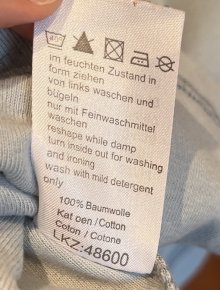 im feuchten Zustand in
form ziehen
von links waschen und
bügeln
nur mit Feinwaschmittel
waschen
reshape while damp
turn inside out for washing
and ironing
wash with mild detergent
only
100% Baumwolle
Kat oen / Cotton
Coton / Cotone
LKZ:48600